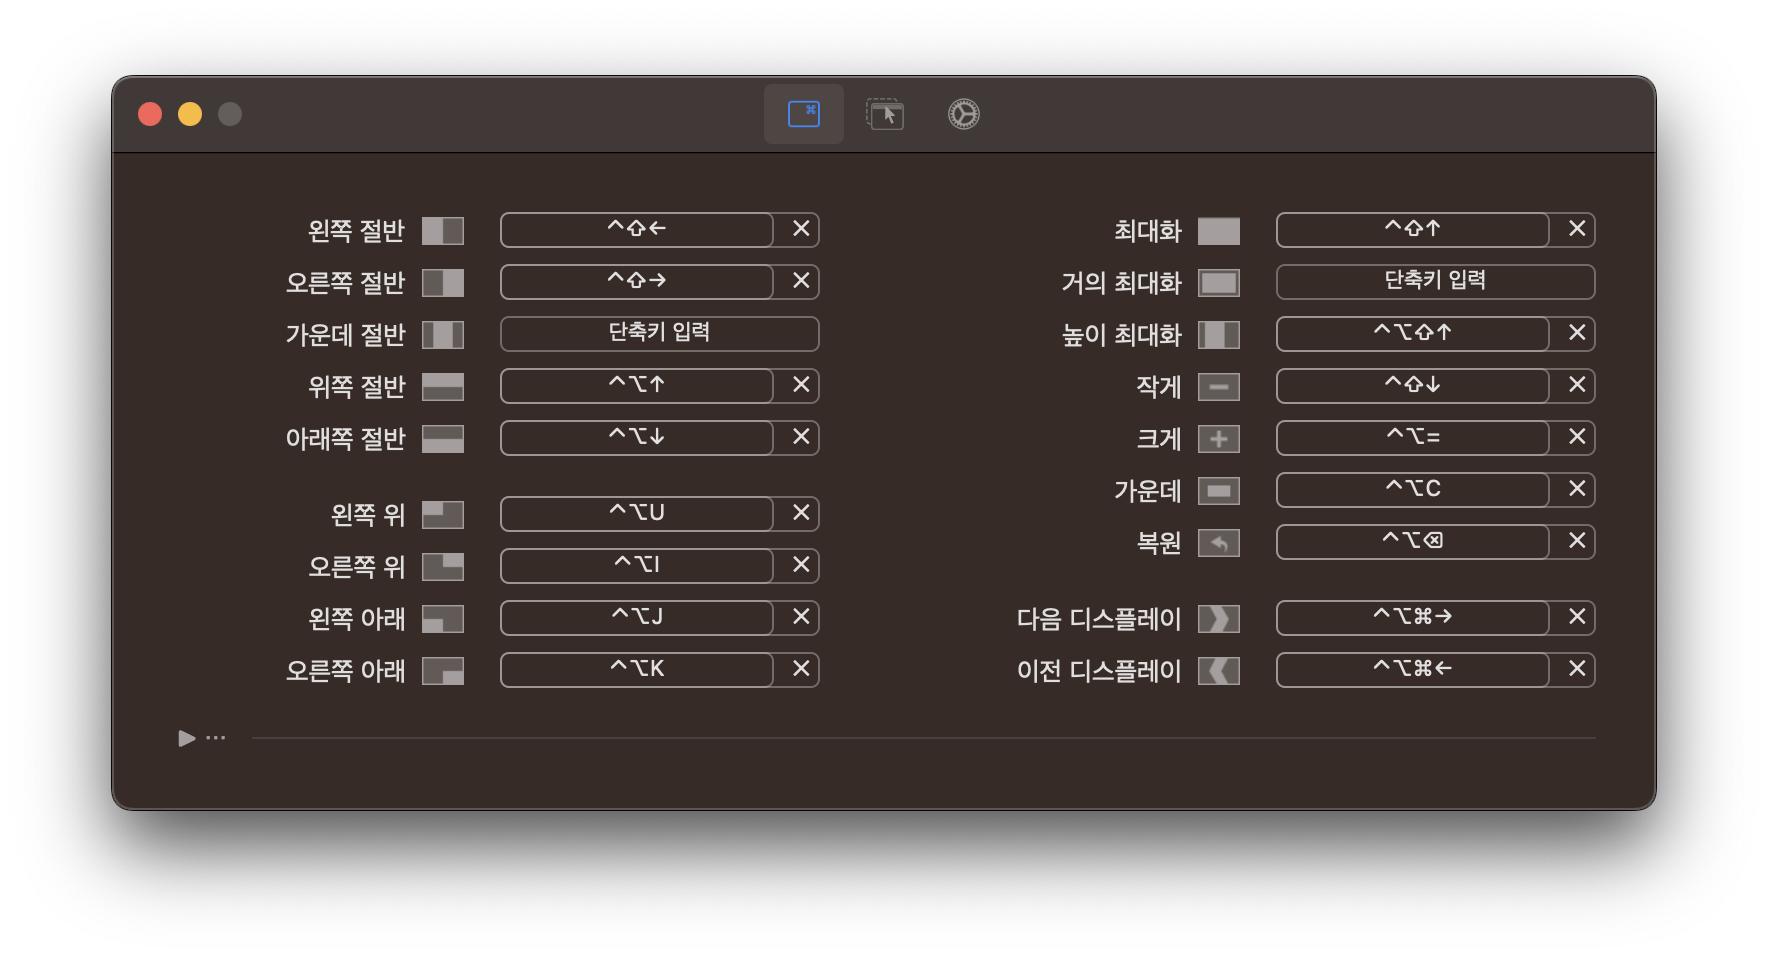 왼쪽 절반 ^⇧←
오른쪽 절반 ^⇧→
가운데 절반 단축키 입력
위쪽 절반 ^⌥↑
아래쪽 절반 ^⌥↓
왼쪽 위 ^⌥U
오른쪽 위 ^⌥I
왼쪽 아래 ^⌥J
오른쪽 아래 ^⌥K
최대화 ^⇧↑
거의 최대화 단축키 입력
높이 최대화 ^⌥⇧↑
작게 ^⇧↓
크게 ^⌥=
가운데 ^⌥C
복원 ^⌥⌫
다음 디스플레이 ^⌥⌘→
이전 디스플레이 ^⌥⌘←
▶ ···